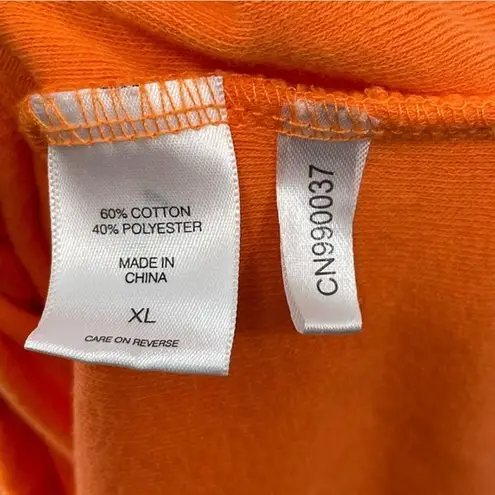 60% COTTON
40% POLYESTER
MADE IN
CHINA
XL
CARE ON REVERSE
CN990037